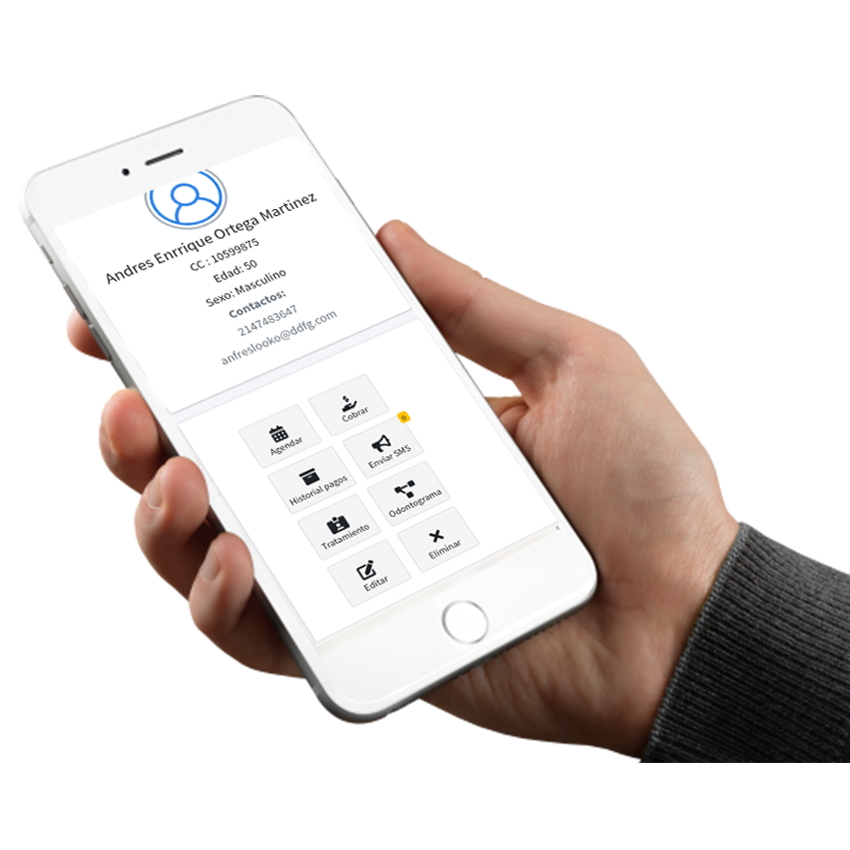 Andres Enrrique Ortega Martinez
CC : 10599875
Edad: 50
Sexo: Masculino
Contactos:
2147483647
anfreslooko@ddfg.com
Agendar
Cobrar
Historial pagos
Enviar SMS
0
Tratamiento
Odontograma
Editar
Eliminar